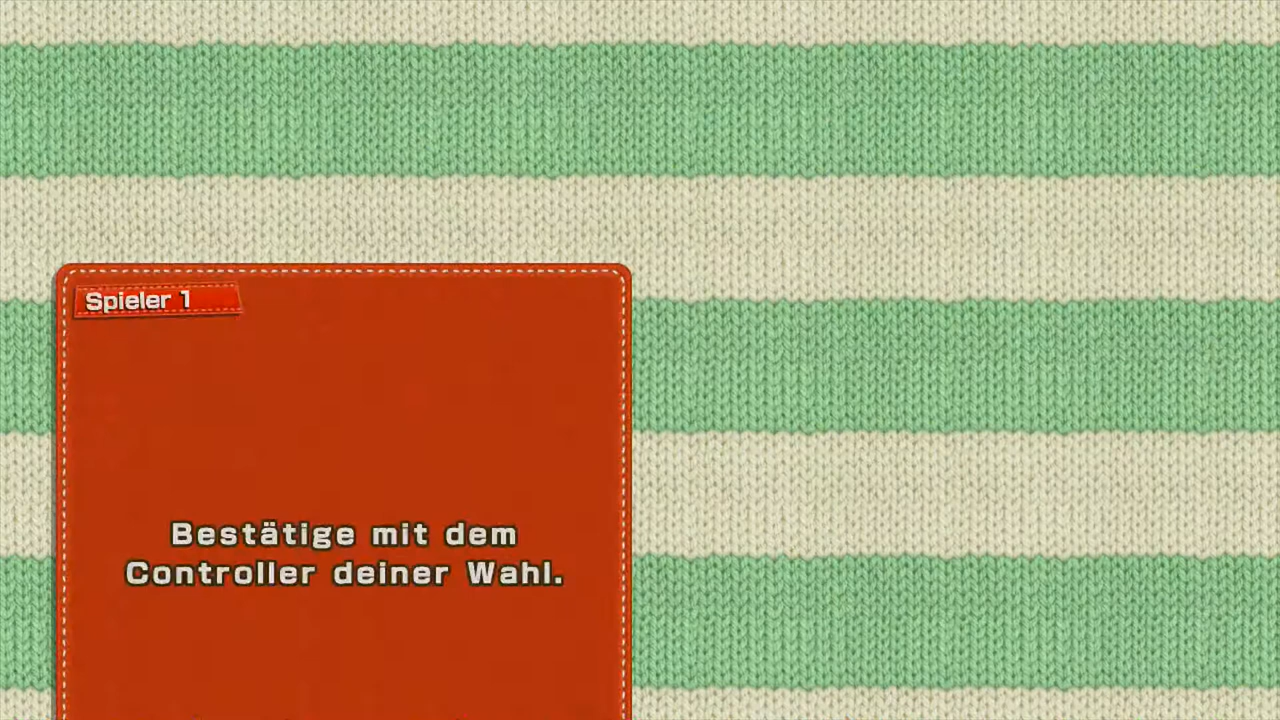 Spieler 1
Bestätige mit dem
Controller deiner Wahl.